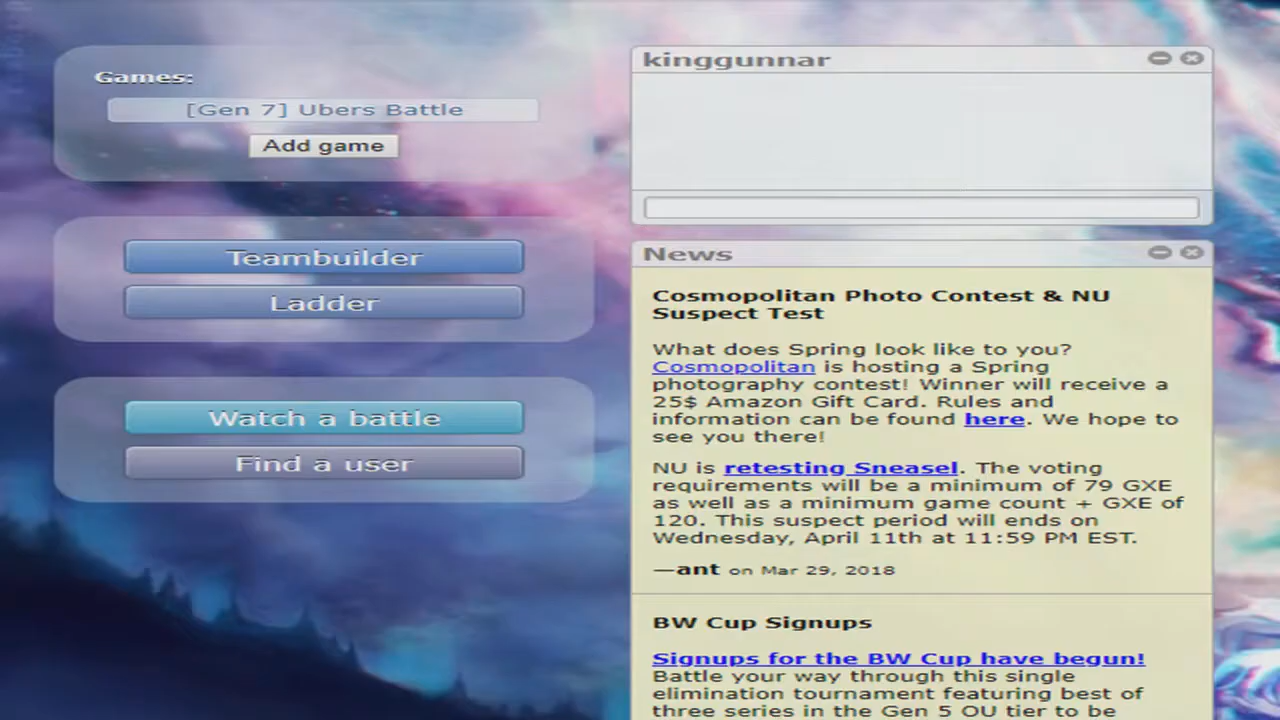 Games:
[Gen 7] Ubers Battle
Add game
Teambuilder
Ladder
Watch a battle
Find a user
kinggunnar
News
Cosmopolitan Photo Contest & NU
Suspect Test
What does Spring look like to you?
Cosmopolitan is hosting a Spring
photography contest! Winner will receive a
25$ Amazon Gift Card. Rules and
information can be found here. We hope to
see you there!
NU is retesting Sneasel. The voting
requirements will be a minimum of 79 GXE
as well as a minimum game count + GXE of
120. This suspect period will ends on
Wednesday, April 11th at 11:59 PM EST.
—ant on Mar 29, 2018
BW Cup Signups
Signups for the BW Cup have begun!
Battle your way through this single
elimination tournament featuring best of
three series in the Gen 5 OU tier to be